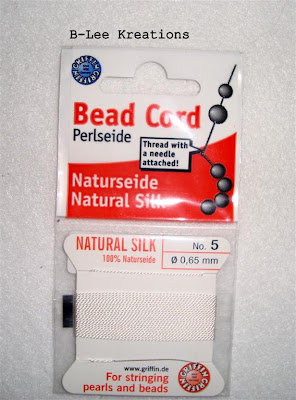 B-Lee Kreations
GRIFFIN
Bead Cord
Perlseide
Thread with
a needle
attached!
Naturseide
Natural Silk
NATURAL SILK
100% Naturseide
No. 5
Ø 0,65 mm
www.griffin.de
For stringing
pearls and beads